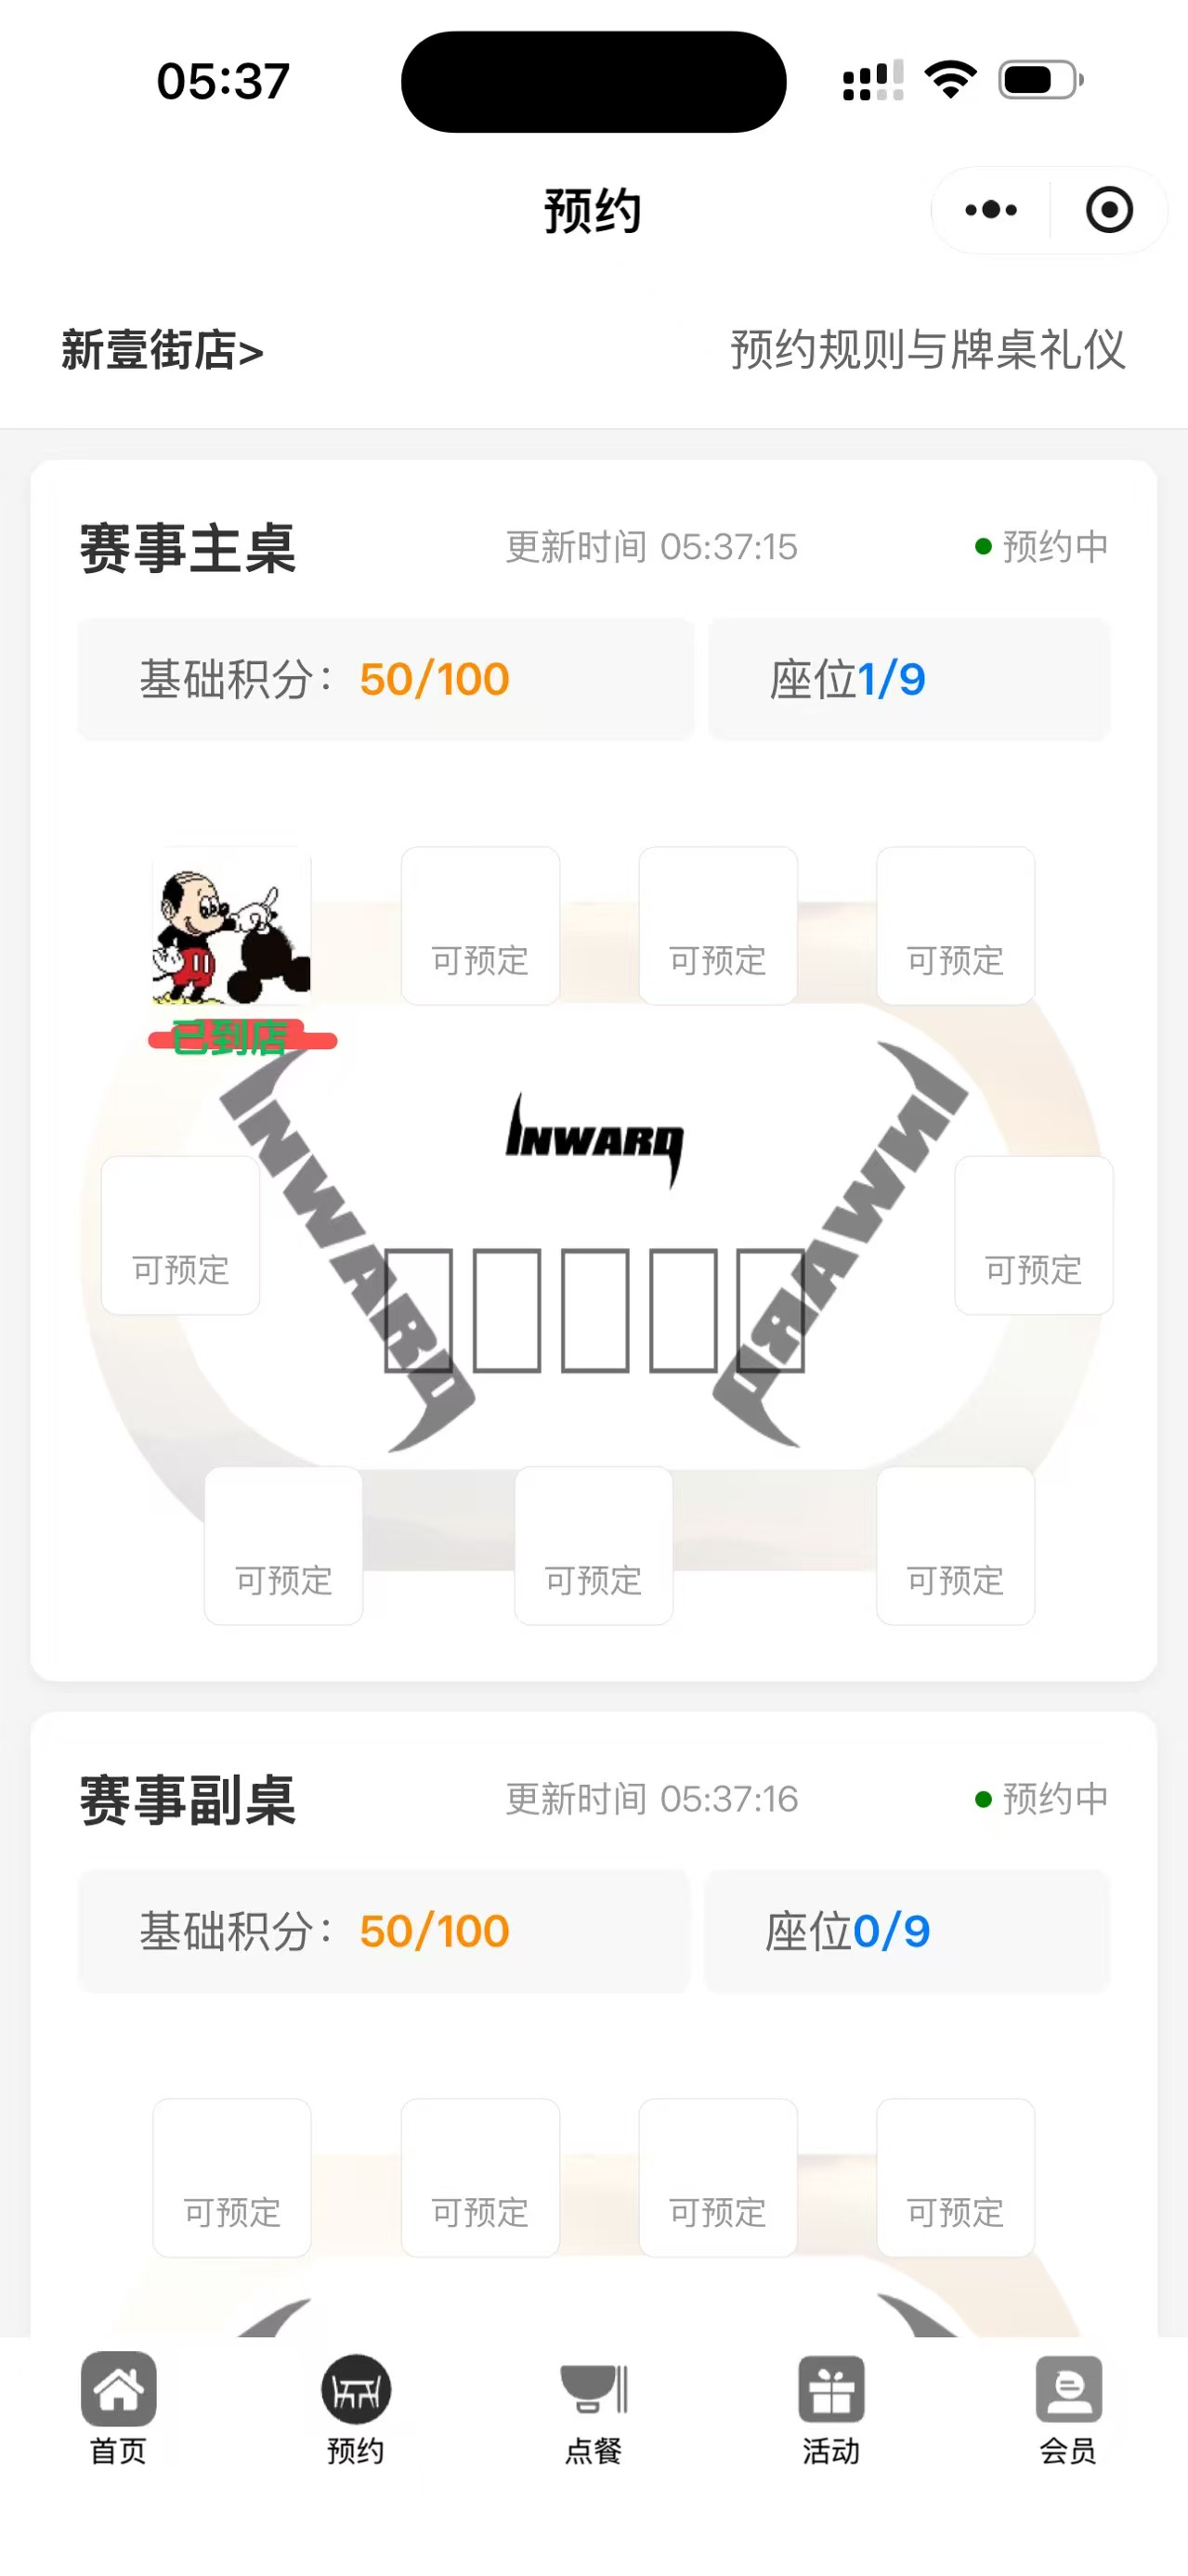 05:37
预约
新壹街店>
预约规则与牌桌礼仪
赛事主桌
更新时间 05:37:15
预约中
基础积分：50/100
座位1/9
可预定
可预定
可预定
已到店
INWARD
INWARD
INWARD
可预定
可预定
可预定
可预定
可预定
赛事副桌
更新时间 05:37:16
预约中
基础积分：50/100
座位0/9
可预定
可预定
可预定
可预定
首页
预约
点餐
活动
会员